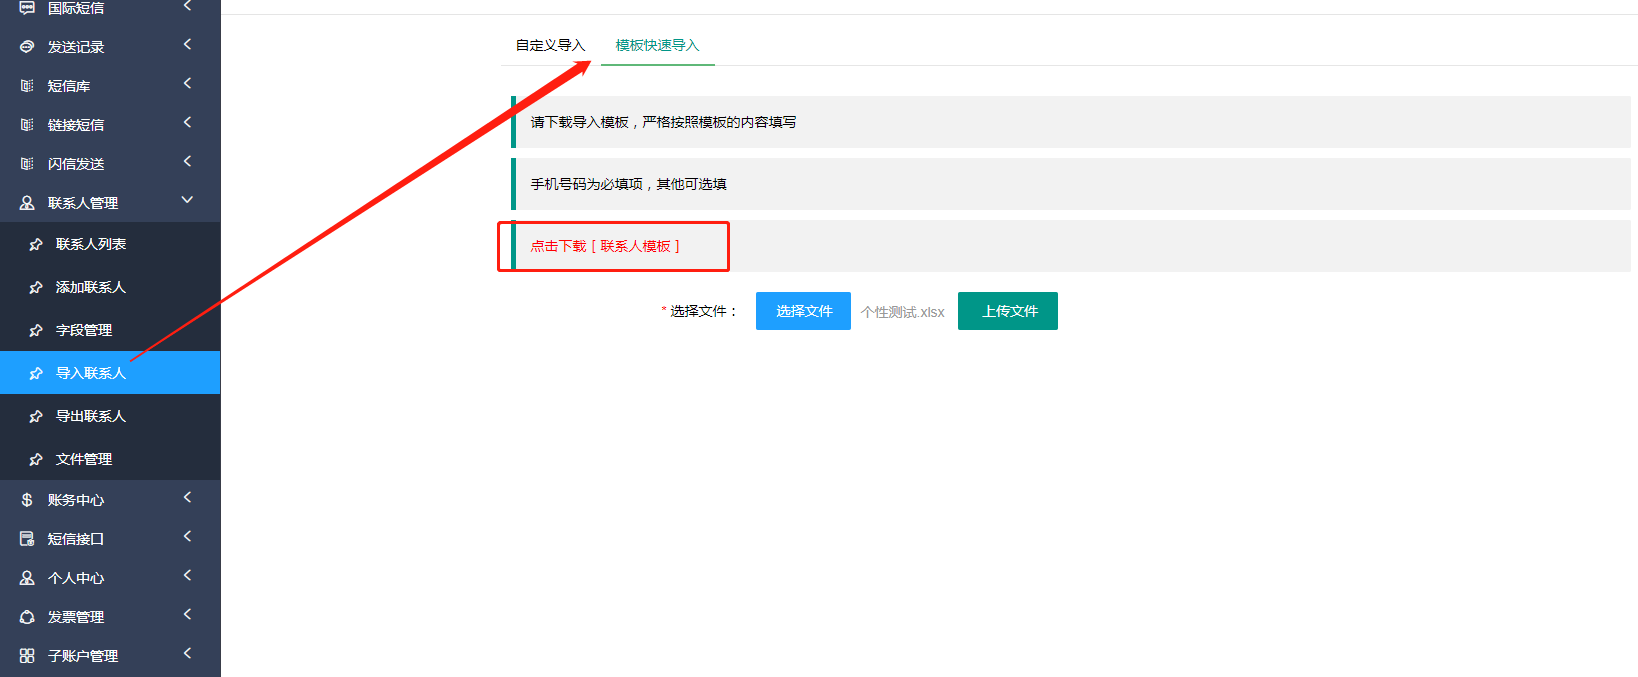 国际短信
发送记录
短信库
链接短信
闪信发送
联系人管理
联系人列表
添加联系人
字段管理
导入联系人
导出联系人
文件管理
账务中心
短信接口
个人中心
发票管理
子账户管理
自定义导入
模板快速导入
请下载导入模板，严格按照模板的内容填写
手机号码为必填项，其他可选填
点击下载 [ 联系人模板 ]
* 选择文件： 选择文件 个性测试.xlsx 上传文件